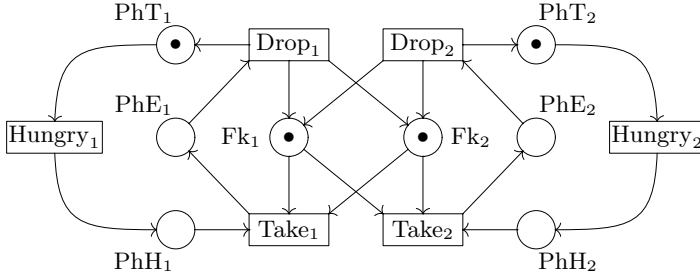 PhT₁ PhT₂
Drop₁ Drop₂
PhE₁ PhE₂
Hungry₁ Fk₁ Fk₂ Hungry₂
Take₁ Take₂
PhH₁ PhH₂